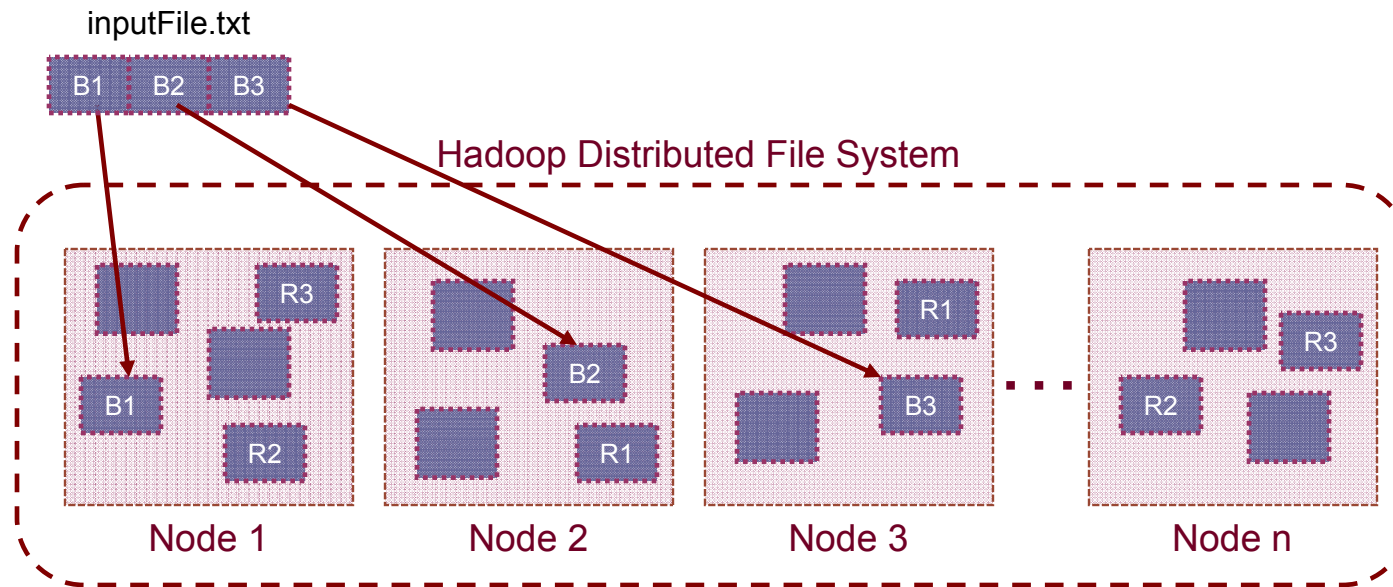 inputFile.txt
B1 B2 B3
Hadoop Distributed File System
R3
B1
R2
Node 1
B2
R1
Node 2
R1
B3
Node 3
R3
R2
Node n